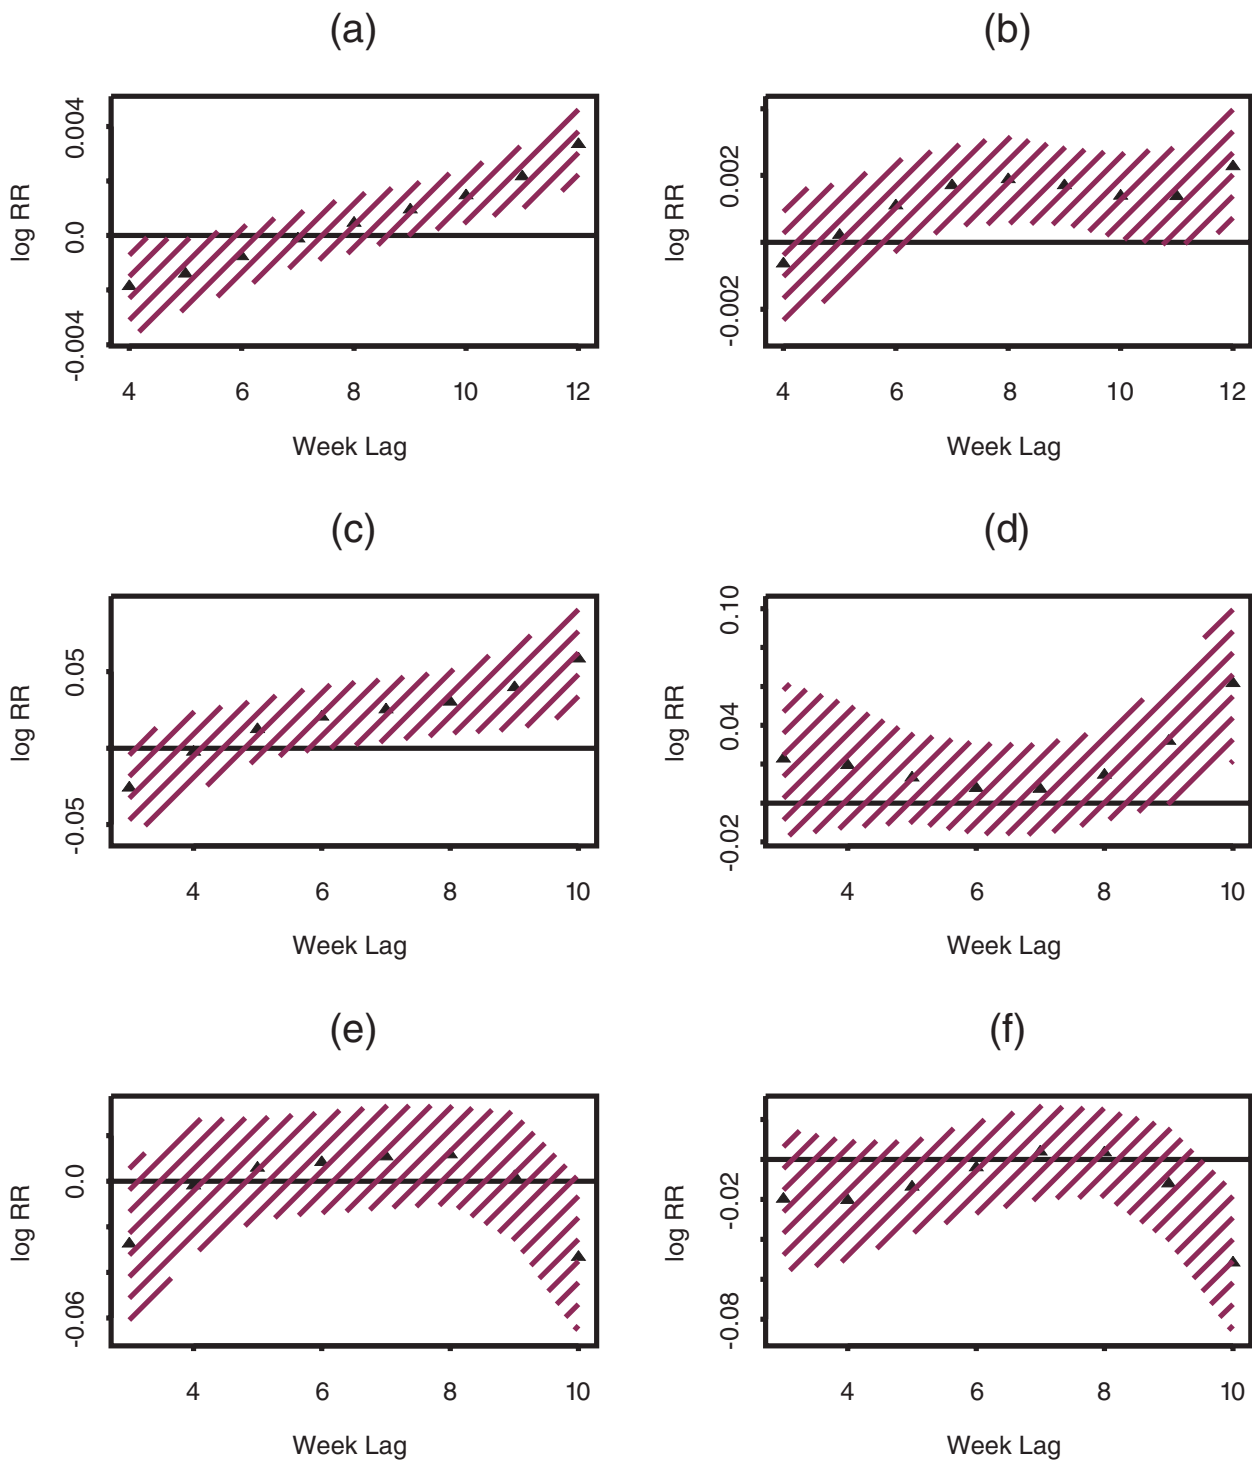 (a)
log RR
0.004
0.0
-0.004
4 6 8 10 12
Week Lag
(b)
log RR
0.002
-0.002
4 6 8 10 12
Week Lag
(c)
log RR
0.05
-0.05
4 6 8 10
Week Lag
(d)
log RR
0.10
0.04
-0.02
4 6 8 10
Week Lag
(e)
log RR
0.0
-0.06
4 6 8 10
Week Lag
(f)
log RR
-0.02
-0.08
4 6 8 10
Week Lag